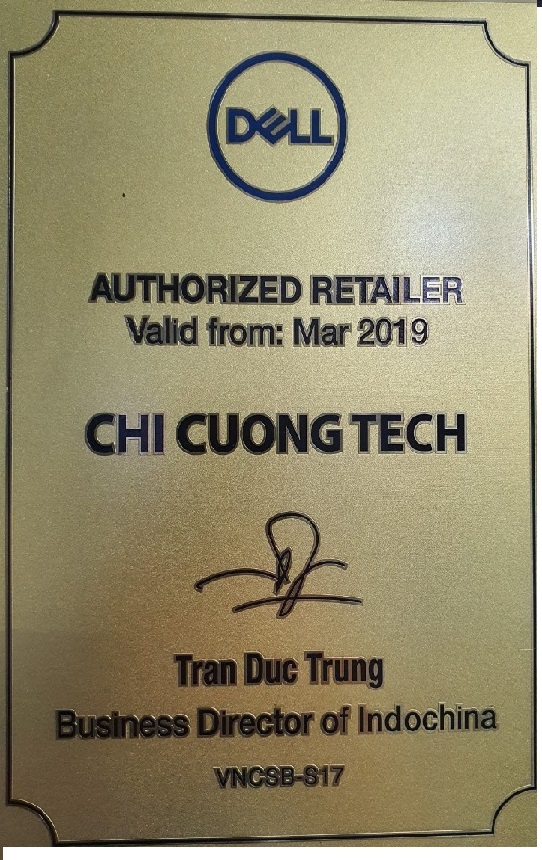 DELL
AUTHORIZED RETAILER
Valid from: Mar 2019
CHI CUONG TECH
Tran Duc Trung
Business Director of Indochina
VNCSB-S17